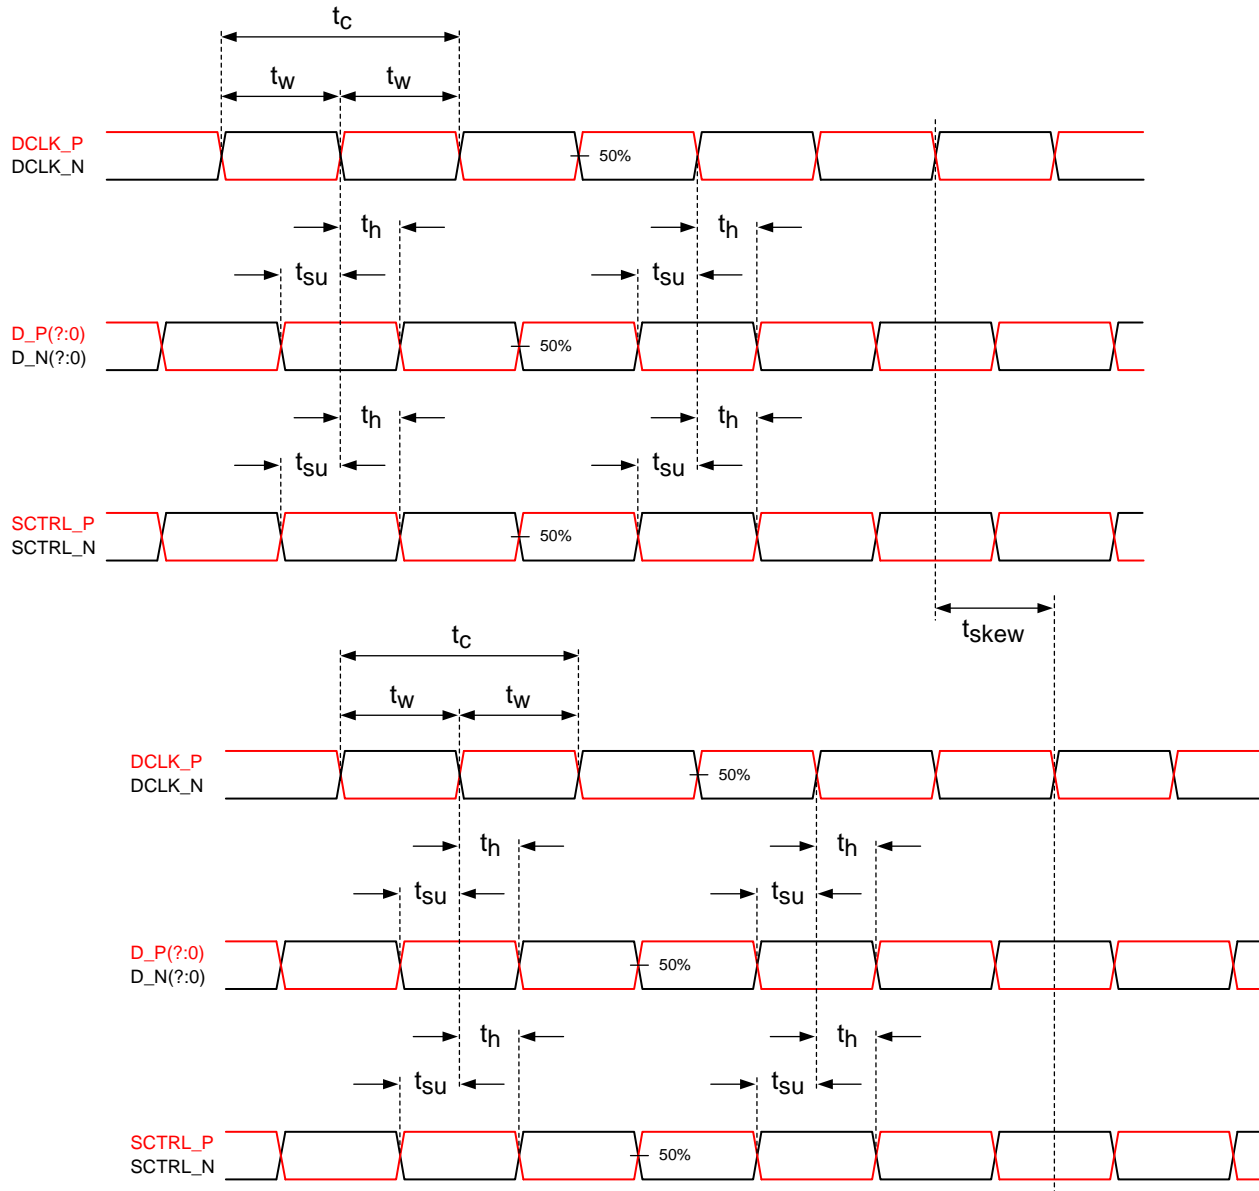 tc
tw tw
DCLK_P
DCLK_N
50%
th th
tsu tsu
D_P(?:0)
D_N(?:0)
50%
th th
tsu tsu
SCTRL_P
SCTRL_N
50%
tskew
tc
tw tw
DCLK_P
DCLK_N
50%
th th
tsu tsu
D_P(?:0)
D_N(?:0)
50%
th th
tsu tsu
SCTRL_P
SCTRL_N
50%